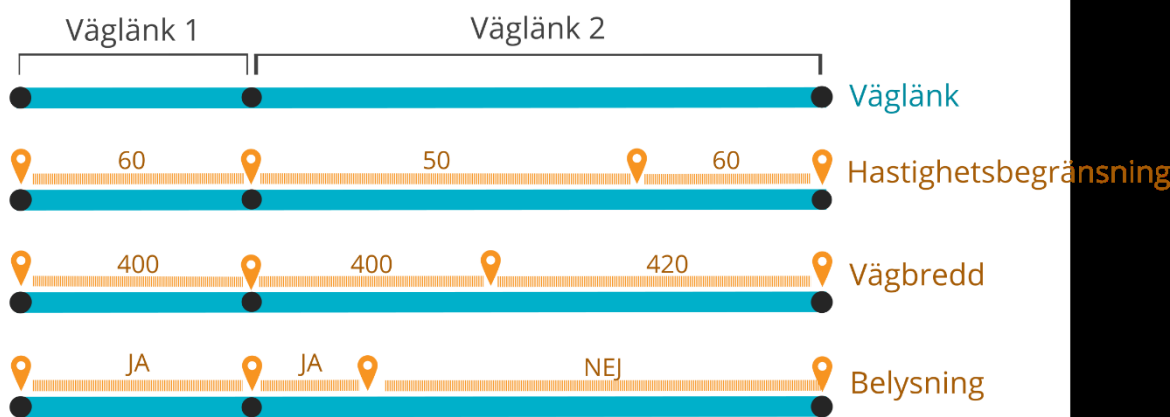 Väglänk 1
Väglänk 2
Väglänk
60
50
60
Hastighetsbegränsning
400
400
420
Vägbredd
JA
JA
NEJ
Belysning